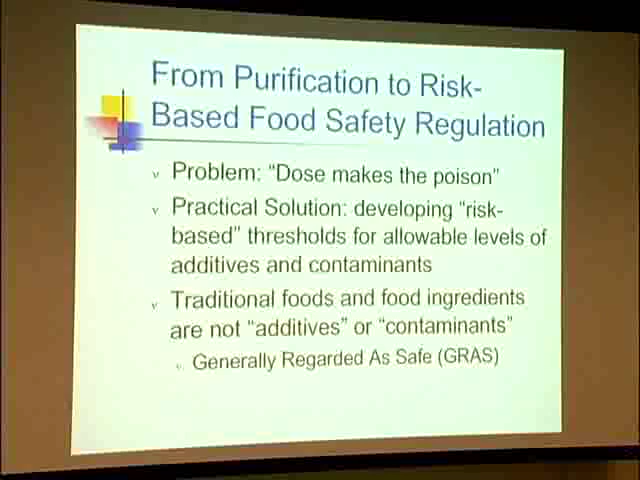 From Purification to Risk-
Based Food Safety Regulation
v Problem: “Dose makes the poison”
v Practical Solution: developing “risk-
based” thresholds for allowable levels of
additives and contaminants
v Traditional foods and food ingredients
are not “additives” or “contaminants”
v Generally Regarded As Safe (GRAS)